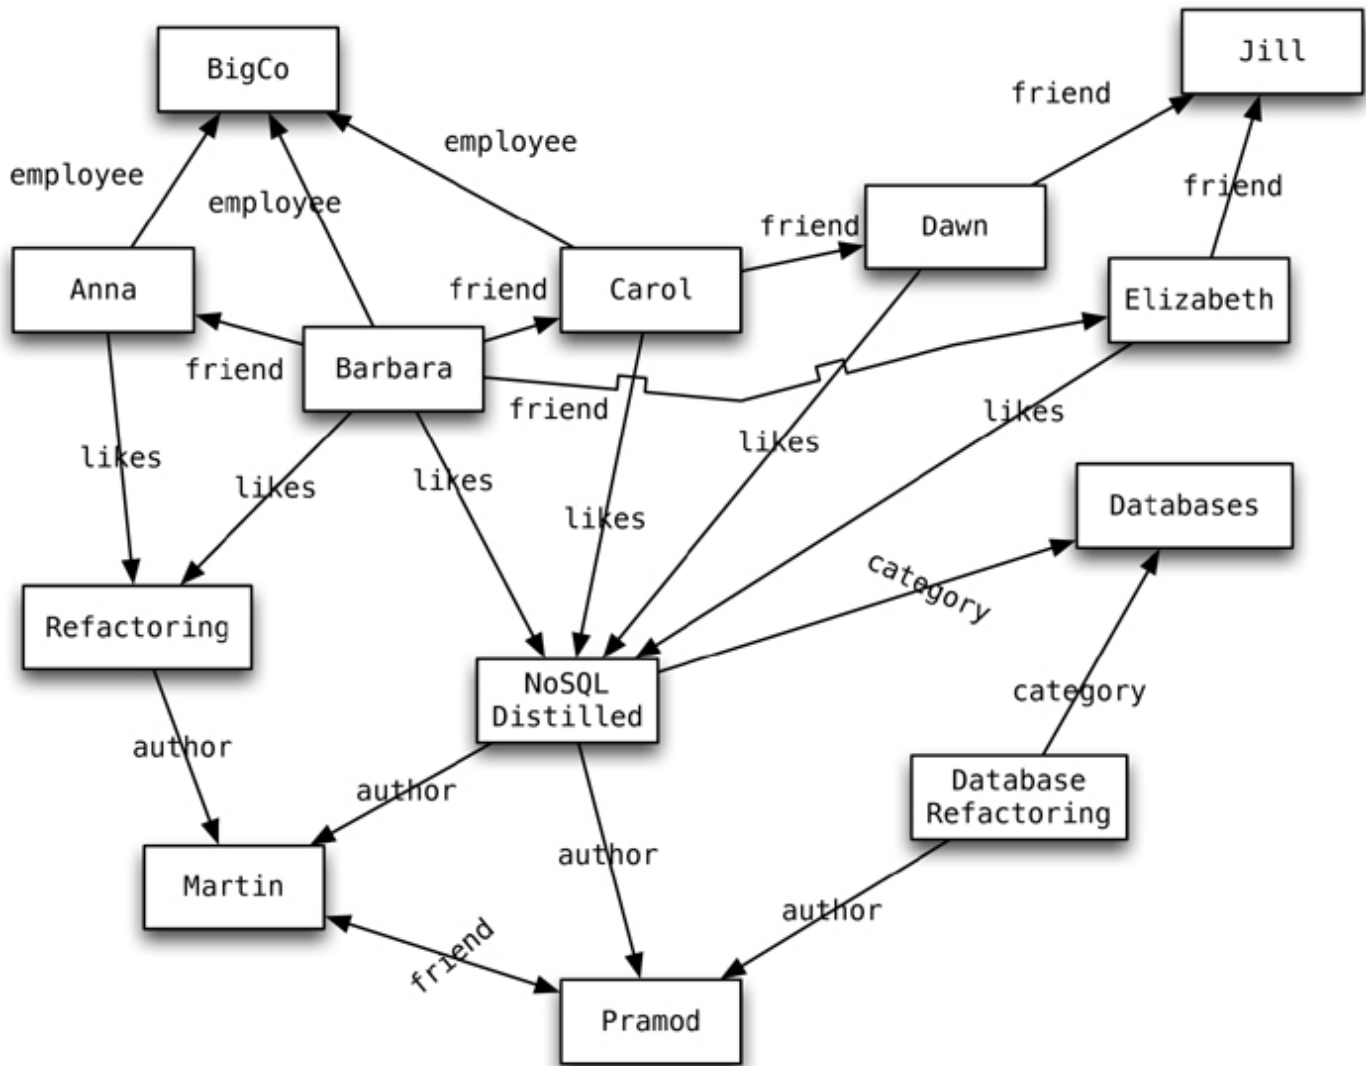 Jill
BigCo
friend
employee
employee
friend
employee
friend
Dawn
Anna
friend
Carol
Elizabeth
friend
Barbara
friend
likes
likes
likes
likes
likes
likes
Databases
category
Refactoring
NoSQL
Distilled
category
author
author
Database
Refactoring
author
Martin
author
friend
Pramod